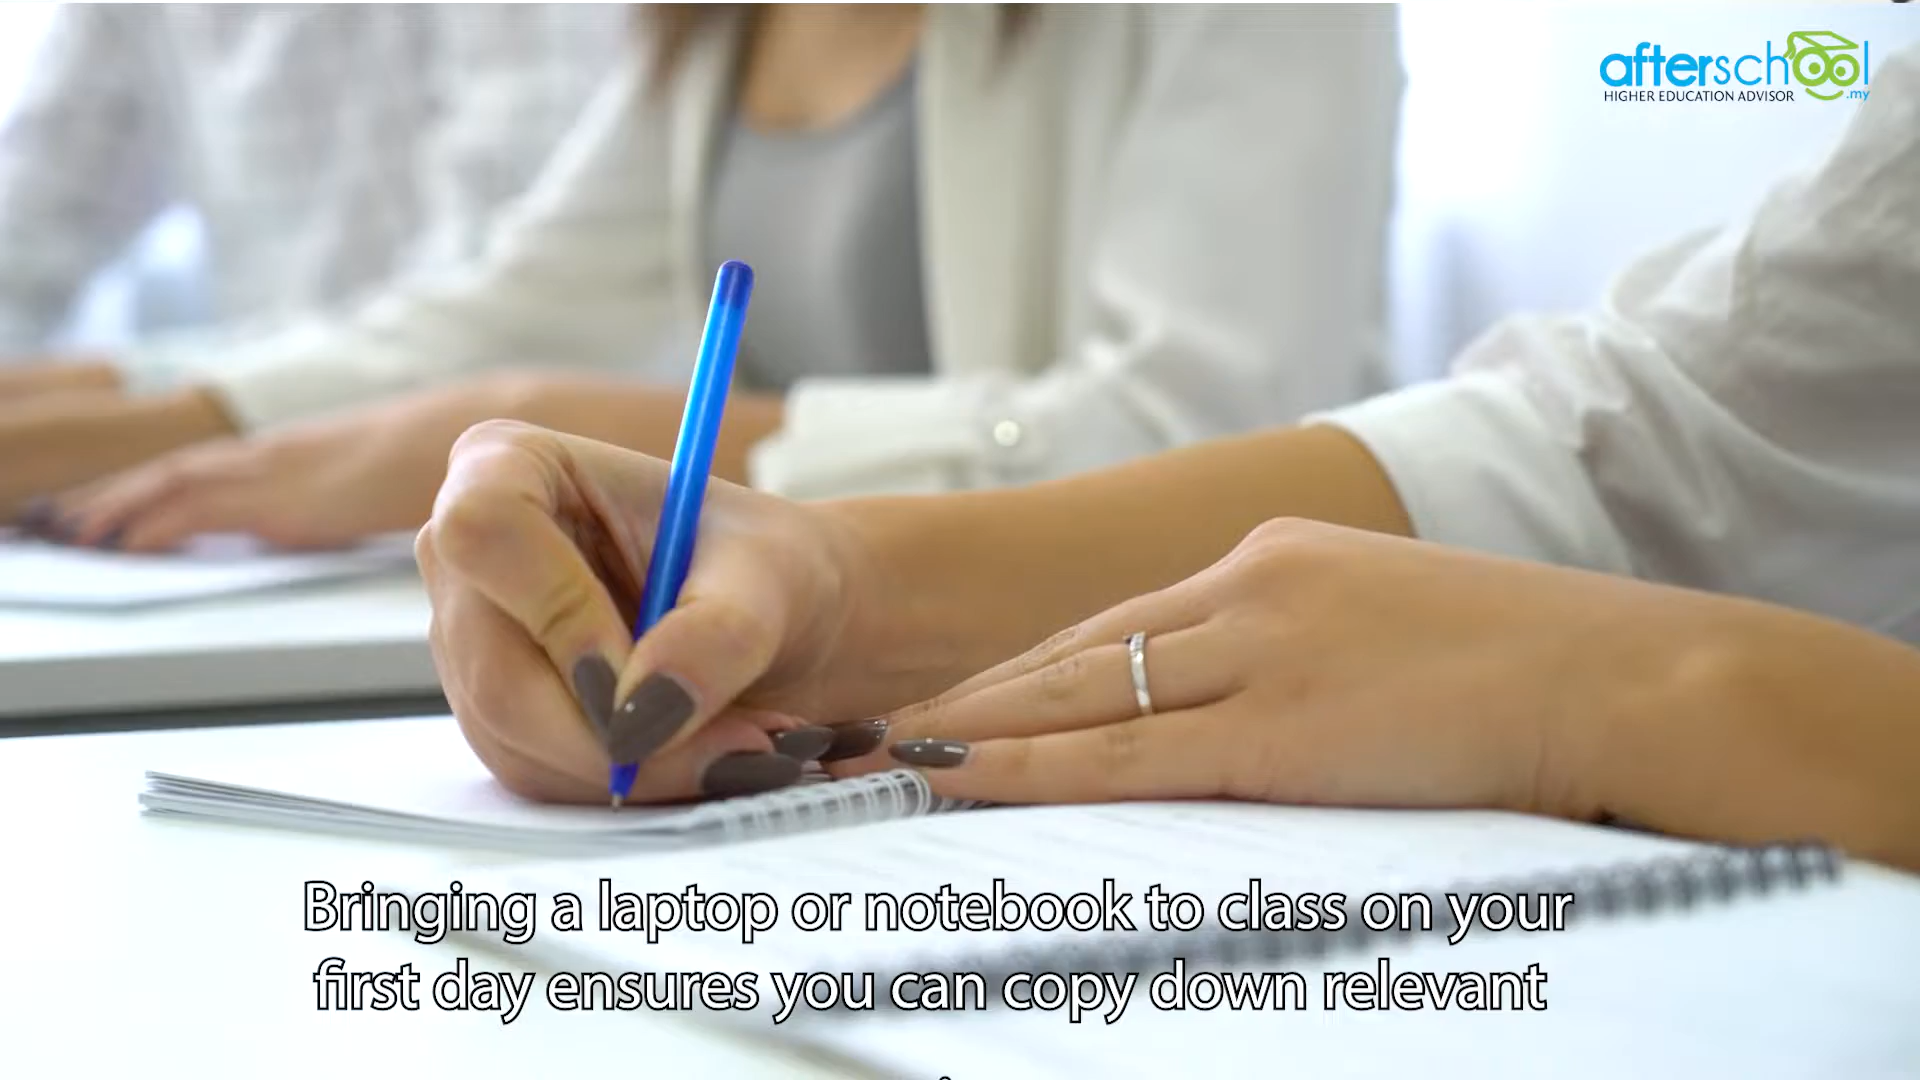 afterschool
HIGHER EDUCATION ADVISOR .my
Bringing a laptop or notebook to class on your
first day ensures you can copy down relevant